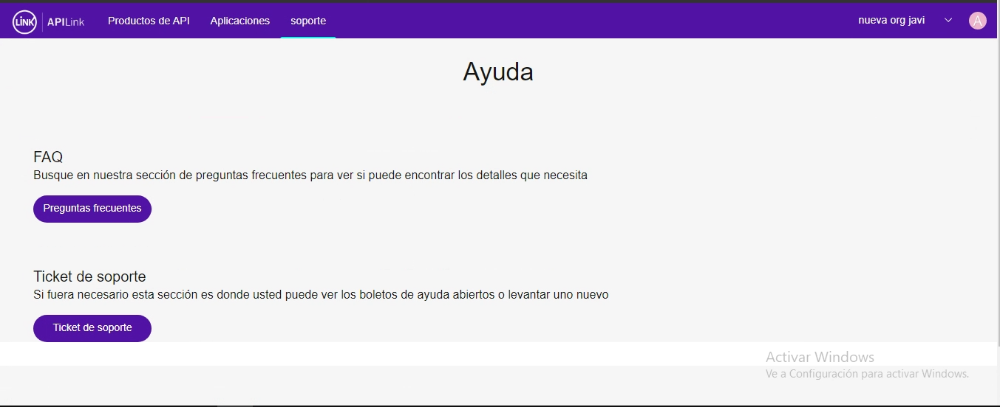 LINK APILink Productos de API Aplicaciones soporte nueva org javi A
Ayuda
FAQ
Busque en nuestra sección de preguntas frecuentes para ver si puede encontrar los detalles que necesita
Preguntas frecuentes
Ticket de soporte
Si fuera necesario esta sección es donde usted puede ver los boletos de ayuda abiertos o levantar uno nuevo
Ticket de soporte
Activar Windows
Ve a Configuración para activar Windows.